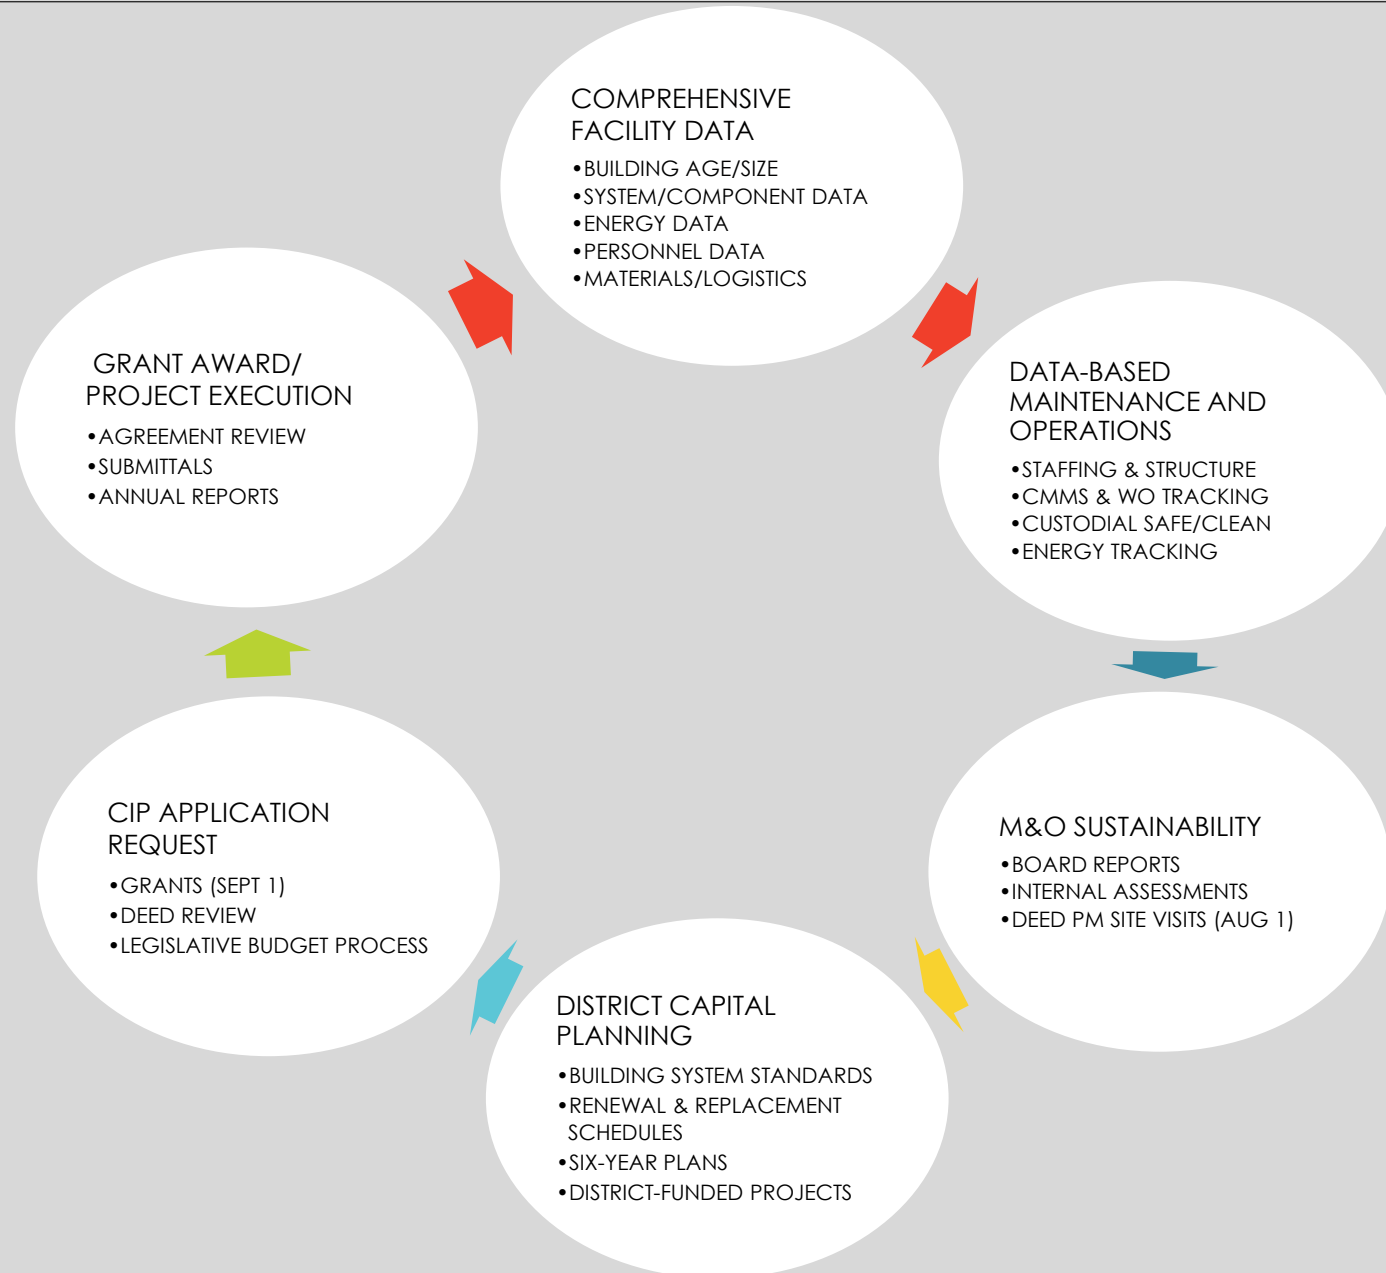 COMPREHENSIVE
FACILITY DATA
•BUILDING AGE/SIZE
•SYSTEM/COMPONENT DATA
•ENERGY DATA
•PERSONNEL DATA
•MATERIALS/LOGISTICS
DATA-BASED
MAINTENANCE AND
OPERATIONS
•STAFFING & STRUCTURE
•CMMS & WO TRACKING
•CUSTODIAL SAFE/CLEAN
•ENERGY TRACKING
M&O SUSTAINABILITY
•BOARD REPORTS
•INTERNAL ASSESSMENTS
•DEED PM SITE VISITS (AUG 1)
DISTRICT CAPITAL
PLANNING
•BUILDING SYSTEM STANDARDS
•RENEWAL & REPLACEMENT
SCHEDULES
•SIX-YEAR PLANS
•DISTRICT-FUNDED PROJECTS
CIP APPLICATION
REQUEST
•GRANTS (SEPT 1)
•DEED REVIEW
•LEGISLATIVE BUDGET PROCESS
GRANT AWARD/
PROJECT EXECUTION
•AGREEMENT REVIEW
•SUBMITTALS
•ANNUAL REPORTS